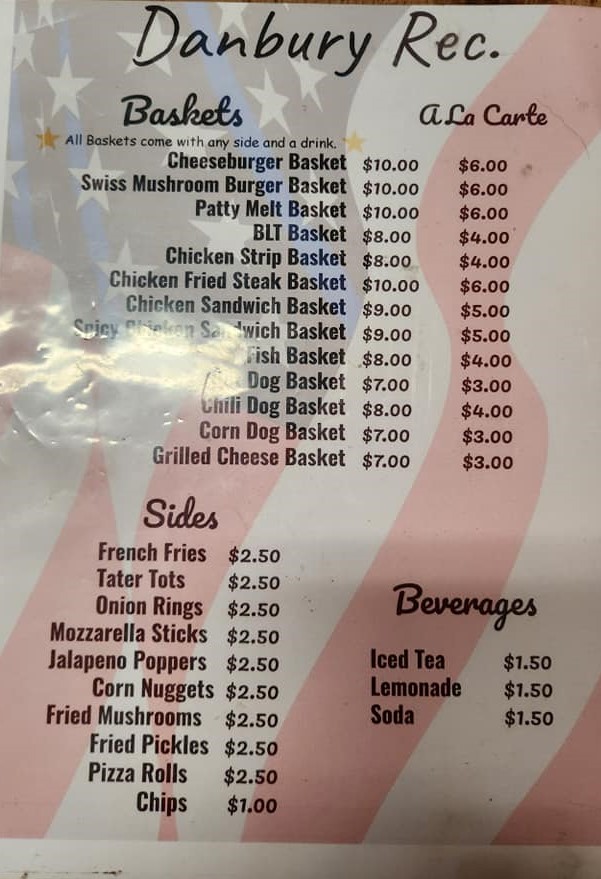 Danbury Rec.
Baskets A La Carte
All Baskets come with any side and a drink.
Cheeseburger Basket $10.00 $6.00
Swiss Mushroom Burger Basket $10.00 $6.00
Patty Melt Basket $10.00 $6.00
BLT Basket $8.00 $4.00
Chicken Strip Basket $8.00 $4.00
Chicken Fried Steak Basket $10.00 $6.00
Chicken Sandwich Basket $9.00 $5.00
Spicy Chicken Sandwich Basket $9.00 $5.00
Fish Basket $8.00 $4.00
Dog Basket $7.00 $3.00
Chili Dog Basket $8.00 $4.00
Corn Dog Basket $7.00 $3.00
Grilled Cheese Basket $7.00 $3.00
Sides
French Fries $2.50
Tater Tots $2.50
Onion Rings $2.50
Mozzarella Sticks $2.50
Jalapeno Poppers $2.50
Corn Nuggets $2.50
Fried Mushrooms $2.50
Fried Pickles $2.50
Pizza Rolls $2.50
Chips $1.00
Beverages
Iced Tea $1.50
Lemonade $1.50
Soda $1.50